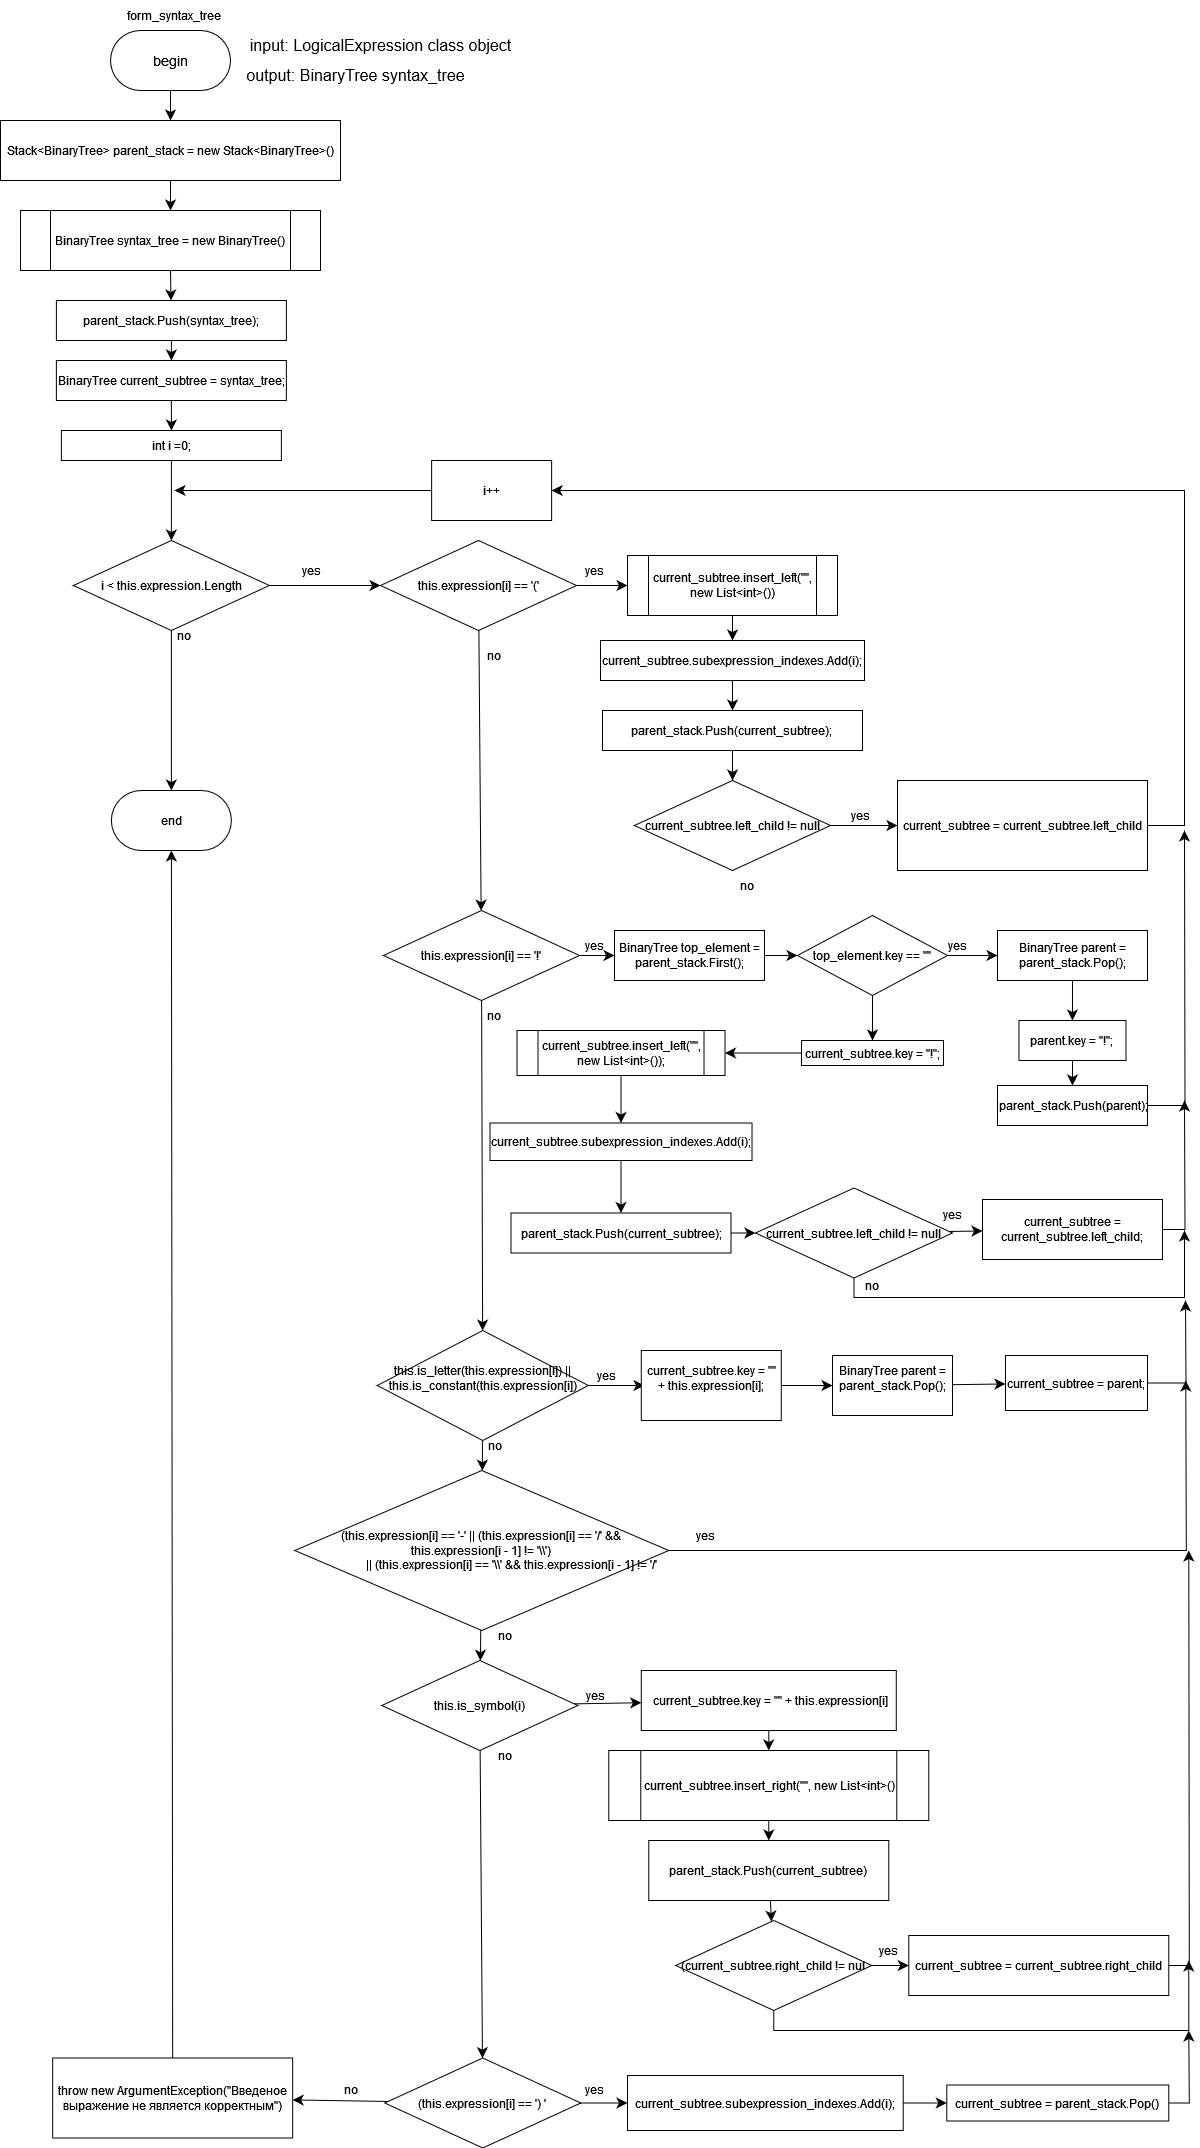 form_syntax_tree
begin
input: LogicalExpression class object
output: BinaryTree syntax_tree
Stack<BinaryTree> parent_stack = new Stack<BinaryTree>()
BinaryTree syntax_tree = new BinaryTree()
parent_stack.Push(syntax_tree);
BinaryTree current_subtree = syntax_tree;
int i =0;
i++
i < this.expression.Length
yes
no
this.expression[i] == '('
yes
no
current_subtree.insert_left("",
new List<int>())
current_subtree.subexpression_indexes.Add(i);
parent_stack.Push(current_subtree);
current_subtree.left_child != null
yes
no
current_subtree = current_subtree.left_child
end
this.expression[i] == '!'
yes
no
BinaryTree top_element =
parent_stack.First();
top_element.key == ""
yes
BinaryTree parent =
parent_stack.Pop();
parent.key = "!";
parent_stack.Push(parent);
current_subtree.key = "!";
current_subtree.insert_left("",
new List<int>());
current_subtree.subexpression_indexes.Add(i);
parent_stack.Push(current_subtree);
current_subtree.left_child != null
yes
no
current_subtree =
current_subtree.left_child;
this.is_letter(this.expression[i]) ||
this.is_constant(this.expression[i])
yes
no
current_subtree.key = ""
+ this.expression[i];
BinaryTree parent =
parent_stack.Pop();
current_subtree = parent;
(this.expression[i] == '-' || (this.expression[i] == '/' &&
this.expression[i - 1] != '\\')
|| (this.expression[i] == '\\' && this.expression[i - 1] != '/'
yes
no
this.is_symbol(i)
yes
no
current_subtree.key = "" + this.expression[i]
current_subtree.insert_right("", new List<int>()
parent_stack.Push(current_subtree)
(current_subtree.right_child != nul
yes
current_subtree = current_subtree.right_child
(this.expression[i] == ') '
yes
no
current_subtree.subexpression_indexes.Add(i);
current_subtree = parent_stack.Pop()
throw new ArgumentException("Введеное
выражение не является корректным")